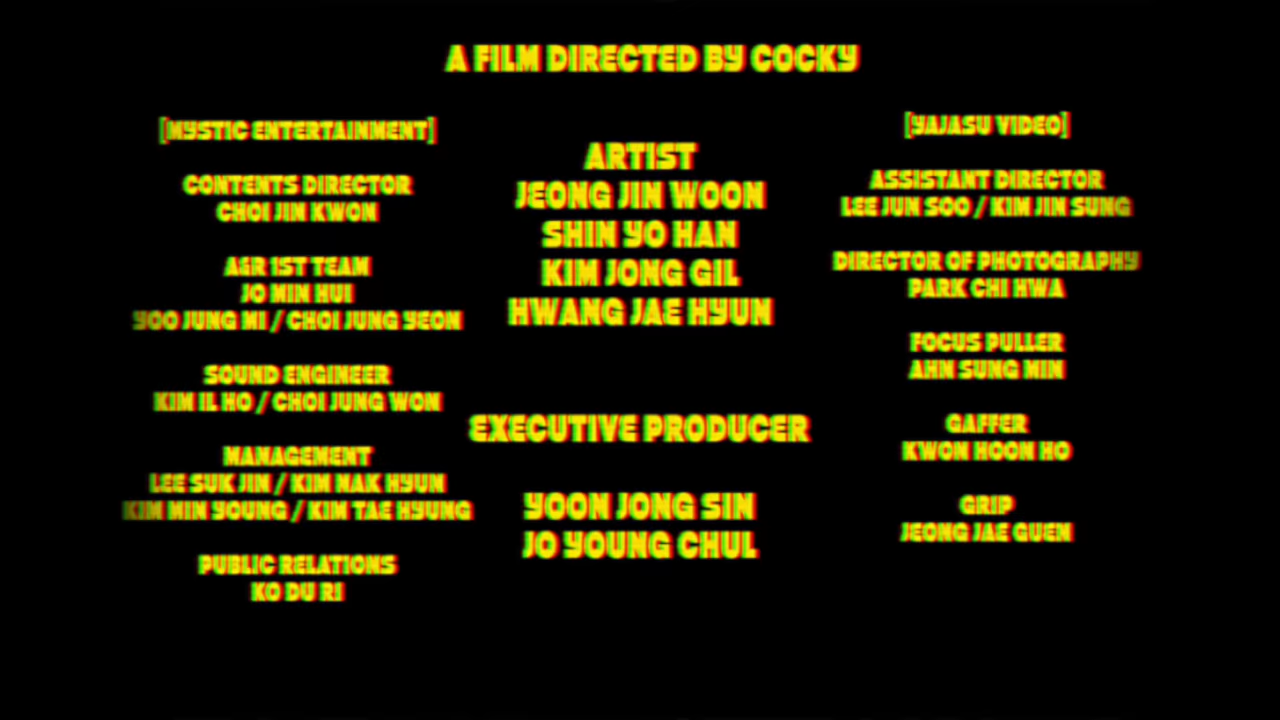 A FILM DIRECTED BY COCKY
[MYSTIC ENTERTAINMENT]
CONTENTS DIRECTOR
CHOI JIN KWON
A&R 1ST TEAM
JO MIN HUI
YOO JUNG MI / CHOI JUNG YEON
SOUND ENGINEER
KIM IL HO / CHOI JUNG WON
MANAGEMENT
LEE SUK JIN / KIM NAK HYUN
KIM MIN YOUNG / KIM TAE HYUNG
PUBLIC RELATIONS
KO DU RI
ARTIST
JEONG JIN WOON
SHIN YO HAN
KIM JONG GIL
HWANG JAE HYUN
EXECUTIVE PRODUCER
YOON JONG SIN
JO YOUNG CHUL
[YAJASU VIDEO]
ASSISTANT DIRECTOR
LEE JUN SOO / KIM JIN SUNG
DIRECTOR OF PHOTOGRAPHY
PARK CHI HWA
FOCUS PULLER
AHN SUNG MIN
GAFFER
KWON HOON HO
GRIP
JEONG JAE GUEN